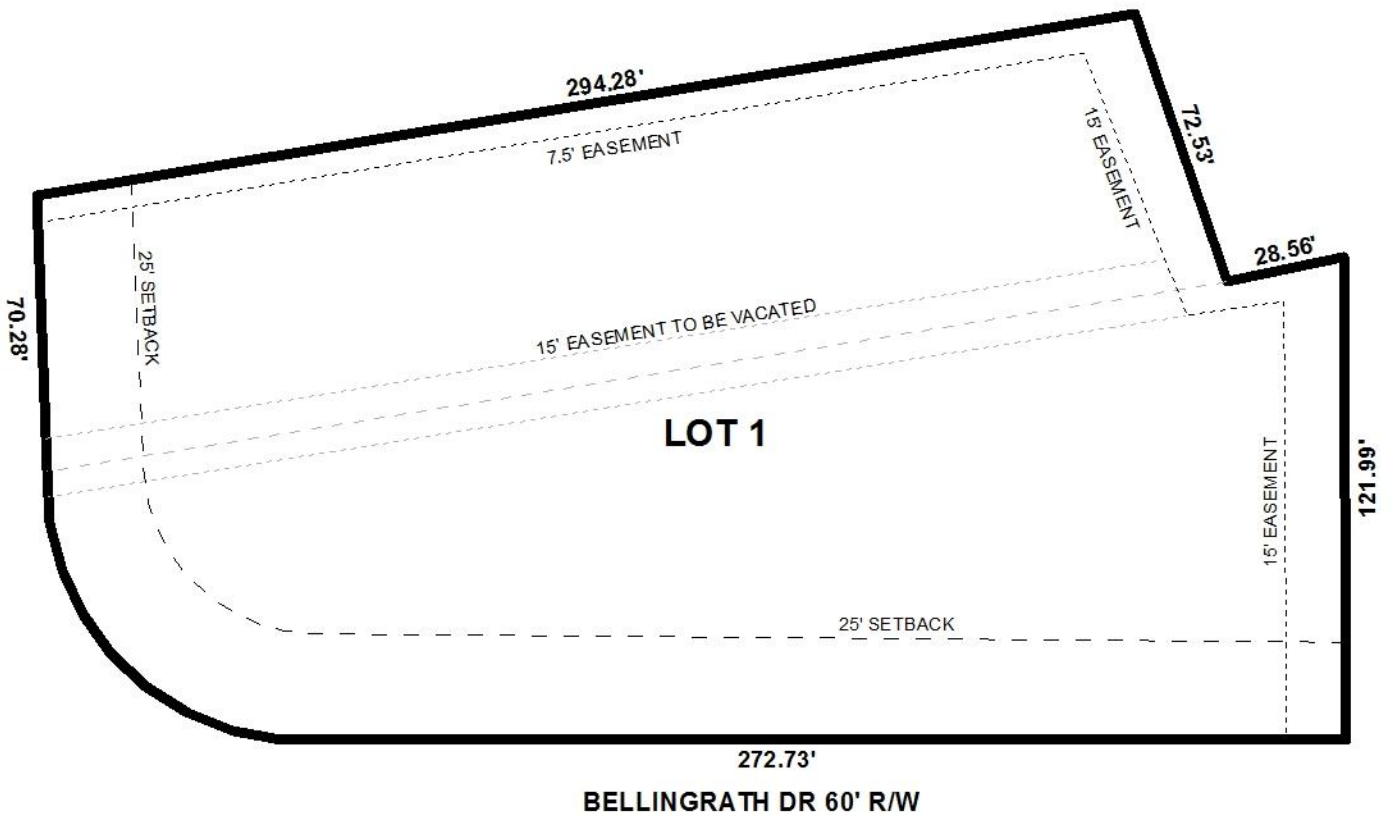 294.28'
7.5' EASEMENT
15' EASEMENT
72.53'
28.56'
25' SETBACK
70.28'
15' EASEMENT TO BE VACATED
LOT 1
15' EASEMENT
121.99'
25' SETBACK
272.73'
BELLINGRATH DR 60' R/W